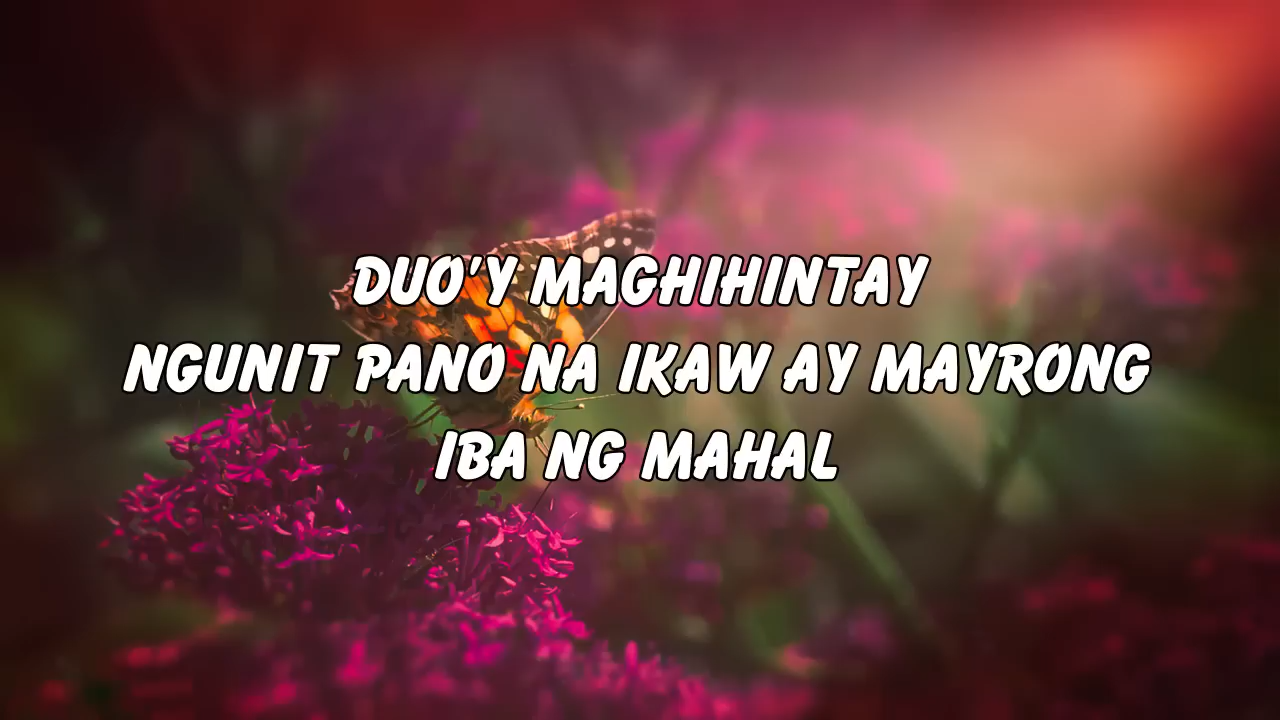 DUO'Y MAGHIHINTAY
NGUNIT PANO NA IKAW AY MAYRONG
IBA NG MAHAL